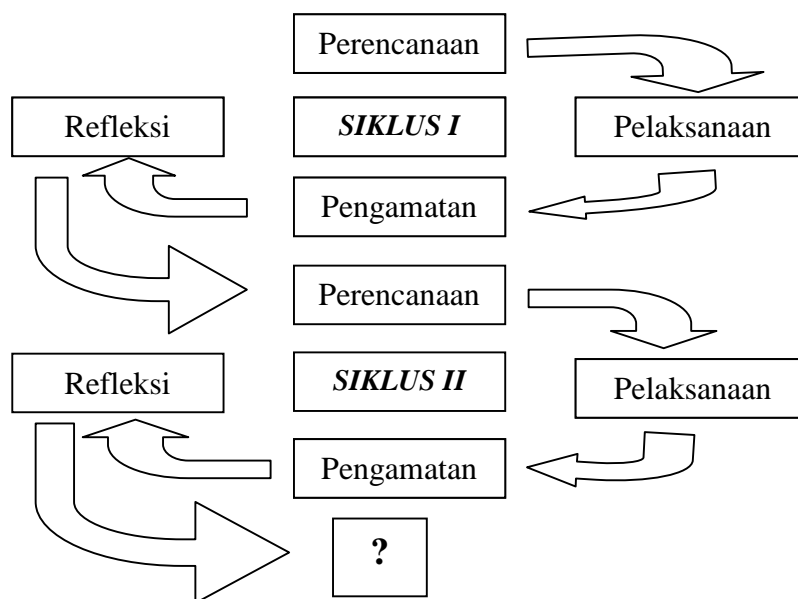 Perencanaan
Refleksi
SIKLUS I
Pelaksanaan
Pengamatan
Perencanaan
Refleksi
SIKLUS II
Pelaksanaan
Pengamatan
?